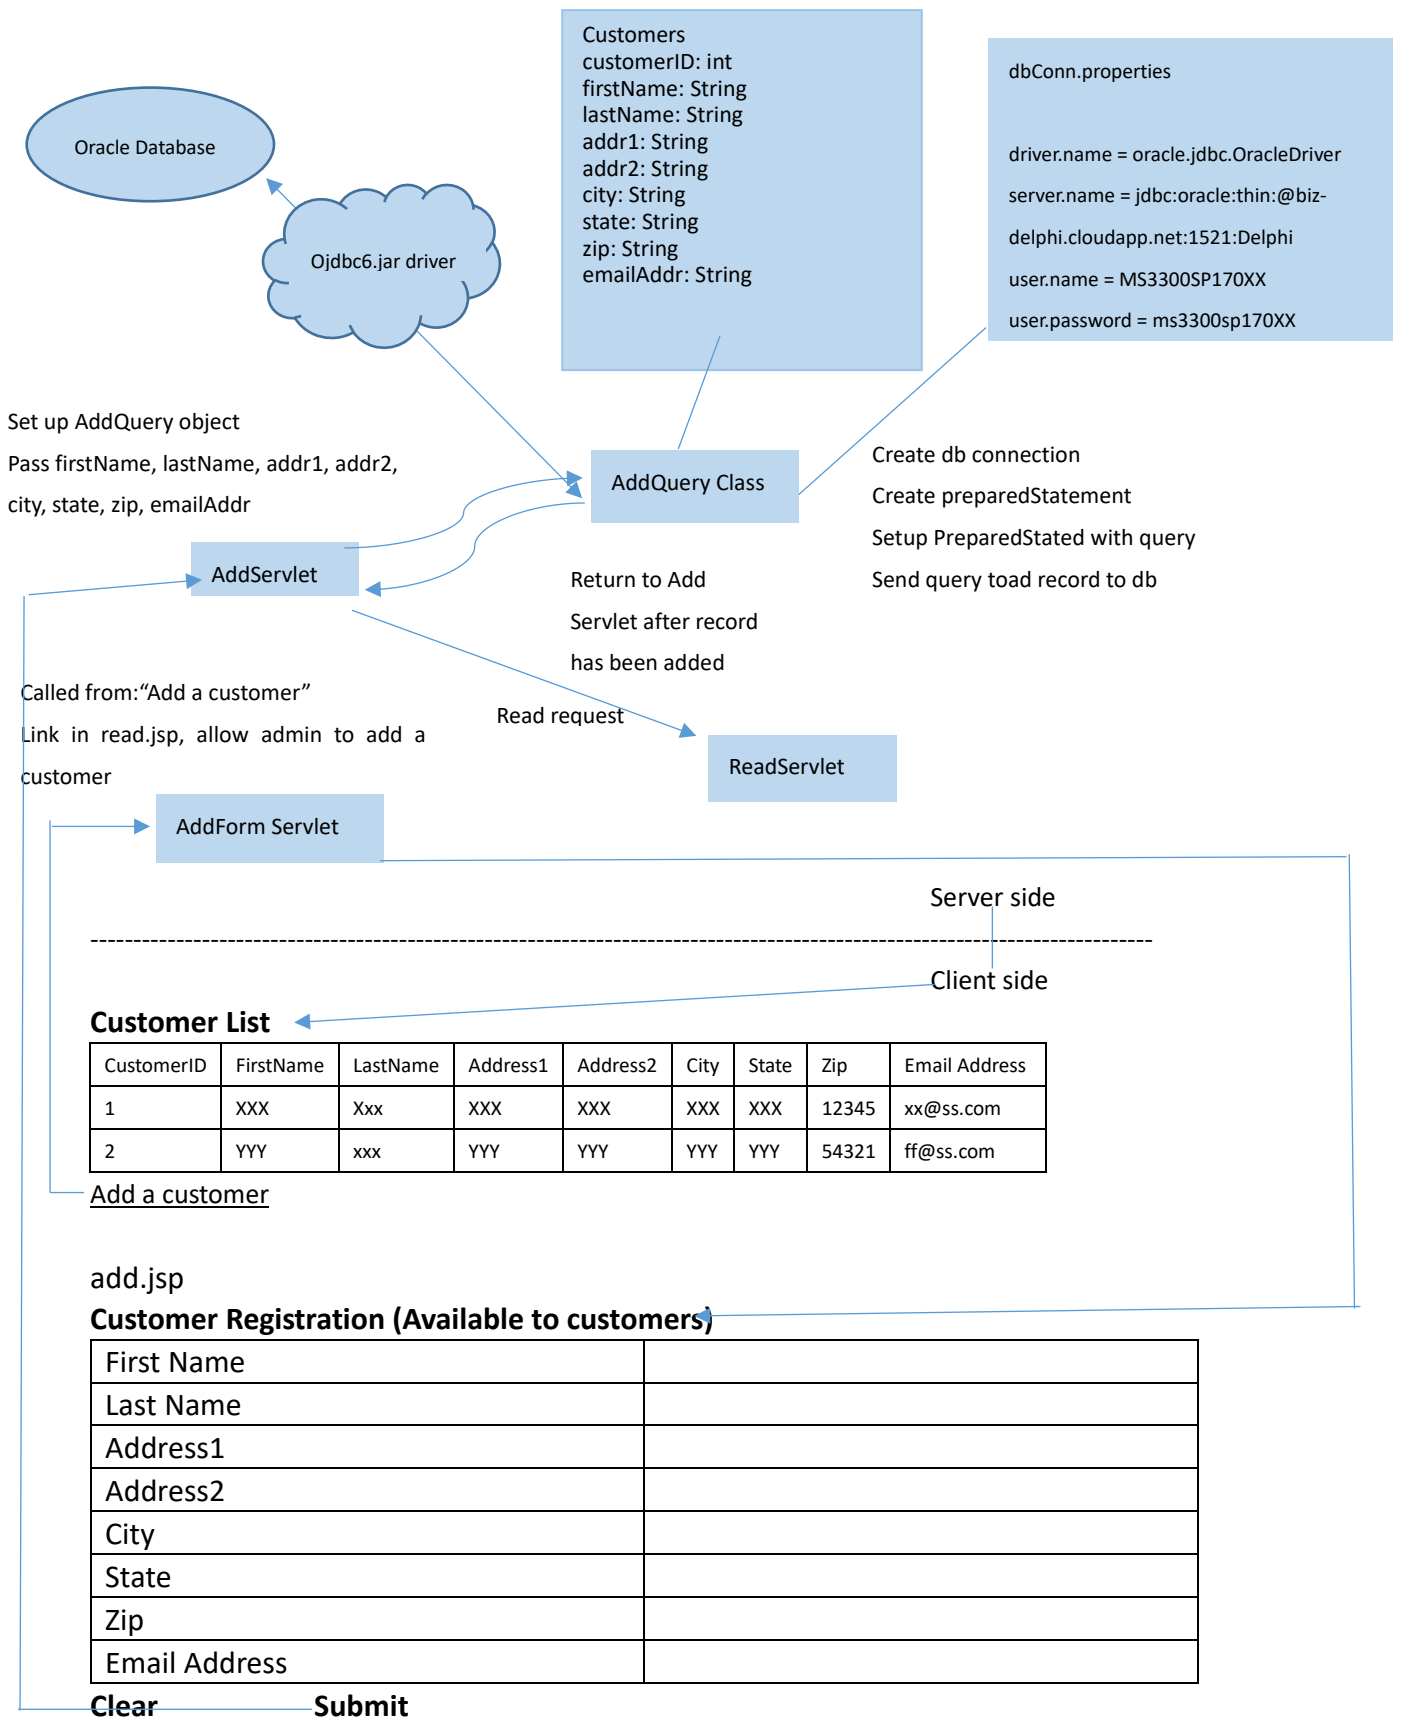 Customers
customerID: int
firstName: String
lastName: String
addr1: String
addr2: String
city: String
state: String
zip: String
emailAddr: String
dbConn.properties
driver.name = oracle.jdbc.OracleDriver
server.name = jdbc:oracle:thin:@biz-
delphi.cloudapp.net:1521:Delphi
user.name = MS3300SP170XX
user.password = ms3300sp170XX
Oracle Database
Ojdbc6.jar driver
Set up AddQuery object
Pass firstName, lastName, addr1, addr2,
city, state, zip, emailAddr
AddQuery Class
Create db connection
Create preparedStatement
Setup PreparedStated with query
Send query toad record to db
AddServlet
Return to Add
Servlet after record
has been added
Called from:“Add a customer”
Link in read.jsp, allow admin to add a
customer
Read request
ReadServlet
AddForm Servlet
Server side
------------------------------------------------------------------------------------------------------------------------------
Client side
Customer List
CustomerID FirstName LastName Address1 Address2 City State Zip Email Address
1 XXX Xxx XXX XXX XXX XXX 12345 xx@ss.com
2 YYY xxx YYY YYY YYY YYY 54321 ff@ss.com
Add a customer
add.jsp
Customer Registration (Available to customers)
First Name
Last Name
Address1
Address2
City
State
Zip
Email Address
Clear Submit